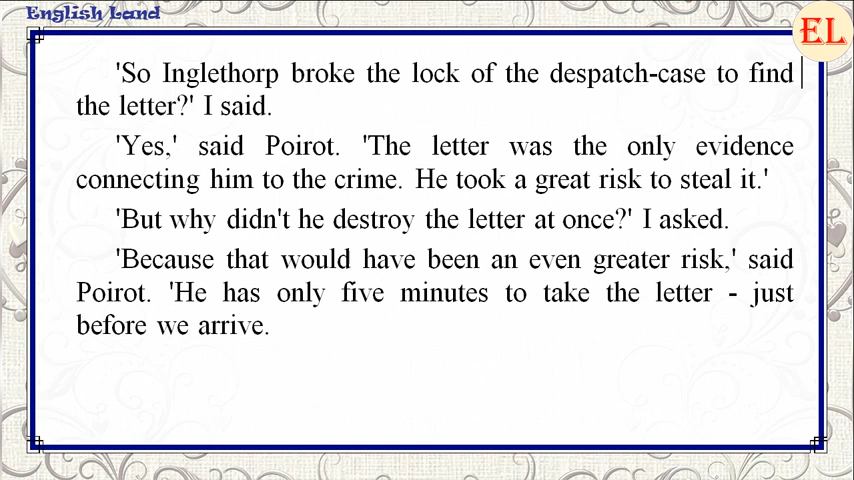 English Land
EL
'So Inglethorp broke the lock of the despatch-case to find
the letter?' I said.
'Yes,' said Poirot. 'The letter was the only evidence
connecting him to the crime. He took a great risk to steal it.'
'But why didn't he destroy the letter at once?' I asked.
'Because that would have been an even greater risk,' said
Poirot. 'He has only five minutes to take the letter - just
before we arrive.